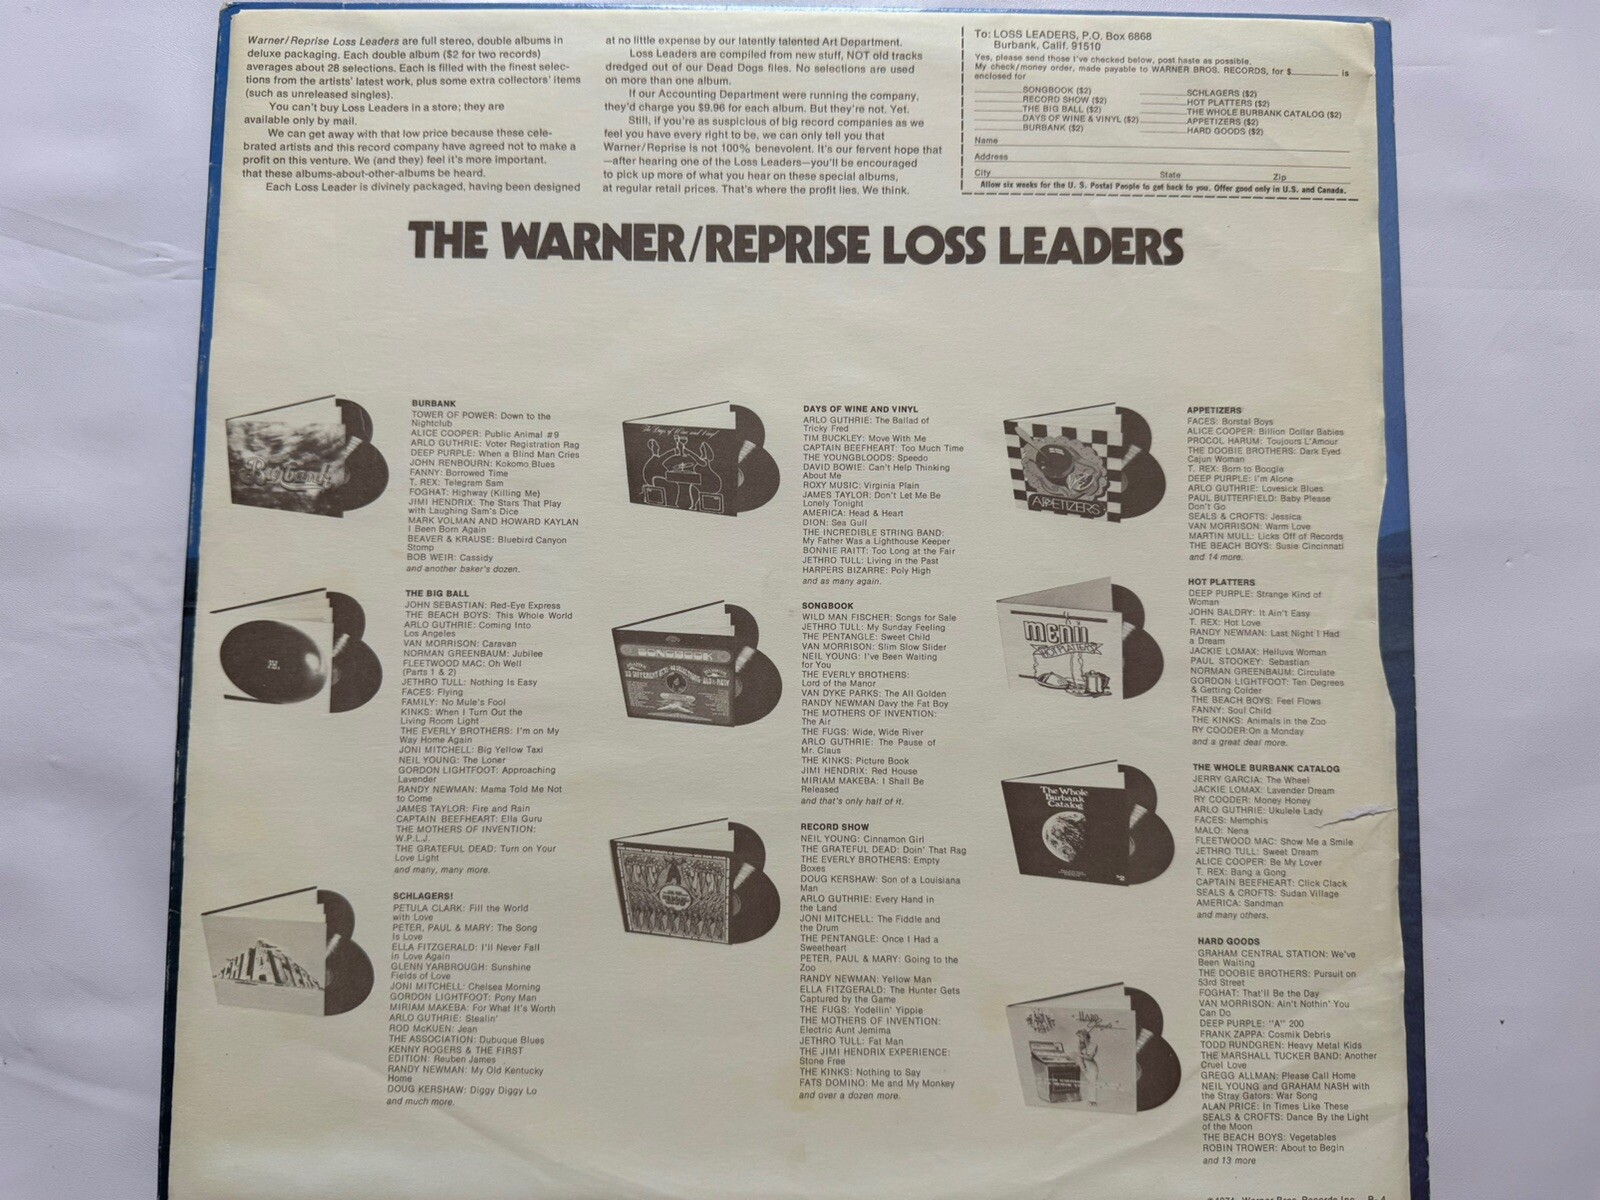 Warner/Reprise Loss Leaders are full stereo, double albums in
deluxe packaging. Each double album ($2 for two records)
averages about 28 selections. Each is filled with the finest selec-
tions from the artists' latest work, plus some extra collectors' items
(such as unreleased singles).
You can't buy Loss Leaders in a store; they are
available only by mail.
We can get away with that low price because these cele-
brated artists and this record company have agreed not to make a
profit on this venture. We (and they) feel it's more important.
that these albums-about-other-albums be heard.
Each Loss Leader is divinely packaged, having been designed
at no little expense by our latently talented Art Department.
Loss Leaders are compiled from new stuff, NOT old tracks
dredged out of our Dead Dogs files. No selections are used
on more than one album.
If our Accounting Department were running the company,
they'd charge you $9.96 for each album. But they're not. Yet.
Still, if you're as suspicious of big record companies as we
feel you have every right to be, we can only tell you that
Warner/Reprise is not 100% benevolent. It's our fervent hope that
—after hearing one of the Loss Leaders—you'll be encouraged
to pick up more of what you hear on these special albums,
at regular retail prices. That's where the profit lies. We think.
To: LOSS LEADERS, P.O. Box 6868
Burbank, Calif. 91510
Yes, please send those I've checked below, post haste as possible.
My check/money order, made payable to WARNER BROS. RECORDS, for $ is
enclosed for
SONGBOOK ($2)
RECORD SHOW ($2)
THE BIG BALL ($2)
DAYS OF WINE & VINYL ($2)
BURBANK ($2)
SCHLAGERS ($2)
HOT PLATTERS ($2)
THE WHOLE BURBANK CATALOG ($2)
APPETIZERS ($2)
HARD GOODS ($2)
Name
Address
City State Zip
Allow six weeks for the U. S. Postal People to get back to you. Offer good only in U.S. and Canada.
THE WARNER/REPRISE LOSS LEADERS
Burbank
BURBANK
TOWER OF POWER: Down to the
Nightclub
ALICE COOPER: Public Animal #9
ARLO GUTHRIE: Voter Registration Rag
DEEP PURPLE: When a Blind Man Cries
JOHN RENBOURN: Kokomo Blues
FANNY: Borrowed Time
T. REX: Telegram Sam
FOGHAT: Highway (Killing Me)
JIMI HENDRIX: The Stars That Play
with Laughing Sam's Dice
MARK VOLMAN AND HOWARD KAYLAN
I Been Born Again
BEAVER & KRAUSE: Bluebird Canyon
Stomp
BOB WEIR: Cassidy
and another baker's dozen.
THE BIG BALL
JOHN SEBASTIAN: Red-Eye Express
THE BEACH BOYS: This Whole World
ARLO GUTHRIE: Coming Into
Los Angeles
VAN MORRISON: Caravan
NORMAN GREENBAUM: Jubilee
FLEETWOOD MAC: Oh Well
(Parts 1 & 2)
JETHRO TULL: Nothing Is Easy
FACES: Flying
FAMILY: No Mule's Fool
KINKS: When I Turn Out the
Living Room Light
THE EVERLY BROTHERS: I'm on My
Way Home Again
JONI MITCHELL: Big Yellow Taxi
NEIL YOUNG: The Loner
GORDON LIGHTFOOT: Approaching
Lavender
RANDY NEWMAN: Mama Told Me Not
to Come
JAMES TAYLOR: Fire and Rain
CAPTAIN BEEFHEART: Ella Guru
THE MOTHERS OF INVENTION:
W.P.L.J.
THE GRATEFUL DEAD: Turn on Your
Love Light
and many, many more.
SCHLAGERS
SCHLAGERS!
PETULA CLARK: Fill the World
with Love
PETER, PAUL & MARY: The Song
Is Love
ELLA FITZGERALD: I'll Never Fall
in Love Again
GLENN YARBROUGH: Sunshine
Fields of Love
JONI MITCHELL: Chelsea Morning
GORDON LIGHTFOOT: Pony Man
MIRIAM MAKEBA: For What It's Worth
ARLO GUTHRIE: Stealin'
ROD McKUEN: Jean
THE ASSOCIATION: Dubuque Blues
KENNY ROGERS & THE FIRST
EDITION: Reuben James
RANDY NEWMAN: My Old Kentucky
Home
DOUG KERSHAW: Diggy Diggy Lo
and much more.
The Days of Wine and Vinyl
DAYS OF WINE AND VINYL
ARLO GUTHRIE: The Ballad of
Tricky Fred
TIM BUCKLEY: Move With Me
CAPTAIN BEEFHEART: Too Much Time
THE YOUNGBLOODS: Speedo
DAVID BOWIE: Can't Help Thinking
About Me
ROXY MUSIC: Virginia Plain
JAMES TAYLOR: Don't Let Me Be
Lonely Tonight
AMERICA: Head & Heart
DION: Sea Gull
THE INCREDIBLE STRING BAND:
My Father Was a Lighthouse Keeper
BONNIE RAITT: Too Long at the Fair
JETHRO TULL: Living in the Past
HARPERS BIZARRE: Poly High
and as many again.
SONGBOOK
SONGBOOK
WILD MAN FISCHER: Songs for Sale
JETHRO TULL: My Sunday Feeling
THE PENTANGLE: Sweet Child
VAN MORRISON: Slim Slow Slider
NEIL YOUNG: I've Been Waiting
for You
THE EVERLY BROTHERS:
Lord of the Manor
VAN DYKE PARKS: The All Golden
RANDY NEWMAN Davy the Fat Boy
THE MOTHERS OF INVENTION:
The Air
THE FUGS: Wide, Wide River
ARLO GUTHRIE: The Pause of
Mr. Claus
THE KINKS: Picture Book
JIMI HENDRIX: Red House
MIRIAM MAKEBA: I Shall Be
Released
and that's only half of it.
RECORD SHOW
NEIL YOUNG: Cinnamon Girl
THE GRATEFUL DEAD: Doin' That Rag
THE EVERLY BROTHERS: Empty
Boxes
DOUG KERSHAW: Son of a Louisiana
Man
ARLO GUTHRIE: Every Hand in
the Land
JONI MITCHELL: The Fiddle and
the Drum
THE PENTANGLE: Once I Had a
Sweetheart
PETER, PAUL & MARY: Going to the
Zoo
RANDY NEWMAN: Yellow Man
ELLA FITZGERALD: The Hunter Gets
Captured by the Game
THE FUGS: Yodellin' Yippie
THE MOTHERS OF INVENTION:
Electric Aunt Jemima
JETHRO TULL: Fat Man
THE JIMI HENDRIX EXPERIENCE:
Stone Free
THE KINKS: Nothing to Say
FATS DOMINO: Me and My Monkey
and over a dozen more.
APPETIZERS
APPETIZERS
FACES: Borstal Boys
ALICE COOPER: Billion Dollar Babies
PROCOL HARUM: Toujours L'Amour
THE DOOBIE BROTHERS: Dark Eyed
Cajun Woman
T. REX: Born to Boogie
DEEP PURPLE: I'm Alone
ARLO GUTHRIE: Lovesick Blues
PAUL BUTTERFIELD: Baby Please
Don't Go
SEALS & CROFTS: Jessica
VAN MORRISON: Warm Love
MARTIN MULL: Licks Off of Records
THE BEACH BOYS: Susie Cincinnati
and 14 more.
menu
HOT PLATTERS
HOT PLATTERS
DEEP PURPLE: Strange Kind of
Woman
JOHN BALDRY: It Ain't Easy
T. REX: Hot Love
RANDY NEWMAN: Last Night I Had
a Dream
JACKIE LOMAX: Helluva Woman
PAUL STOOKEY: Sebastian
NORMAN GREENBAUM: Circulate
GORDON LIGHTFOOT: Ten Degrees
& Getting Colder
THE BEACH BOYS: Feel Flows
FANNY: Soul Child
THE KINKS: Animals in the Zoo
RY COODER:On a Monday
and a great deal more.
The Whole
Burbank
Catalog
THE WHOLE BURBANK CATALOG
JERRY GARCIA: The Wheel
JACKIE LOMAX: Lavender Dream
RY COODER: Money Honey
ARLO GUTHRIE: Ukulele Lady
FACES: Memphis
MALO: Nena
FLEETWOOD MAC: Show Me a Smile
JETHRO TULL: Sweet Dream
ALICE COOPER: Be My Lover
T. REX: Bang a Gong
CAPTAIN BEEFHEART: Click Clack
SEALS & CROFTS: Sudan Village
AMERICA: Sandman
and many others.
HARD GOODS
GRAHAM CENTRAL STATION: We've
Been Waiting
THE DOOBIE BROTHERS: Pursuit on
53rd Street
FOGHAT: That'll Be the Day
VAN MORRISON: Ain't Nothin' You
Can Do
DEEP PURPLE: "A" 200
FRANK ZAPPA: Cosmik Debris
TODD RUNDGREN: Heavy Metal Kids
THE MARSHALL TUCKER BAND: Another
Cruel Love
GREGG ALLMAN: Please Call Home
NEIL YOUNG and GRAHAM NASH with
the Stray Gators: War Song
ALAN PRICE: In Times Like These
SEALS & CROFTS: Dance By the Light
of the Moon
THE BEACH BOYS: Vegetables
ROBIN TROWER: About to Begin
and 13 more
1974 Warner Bros. Records Inc.